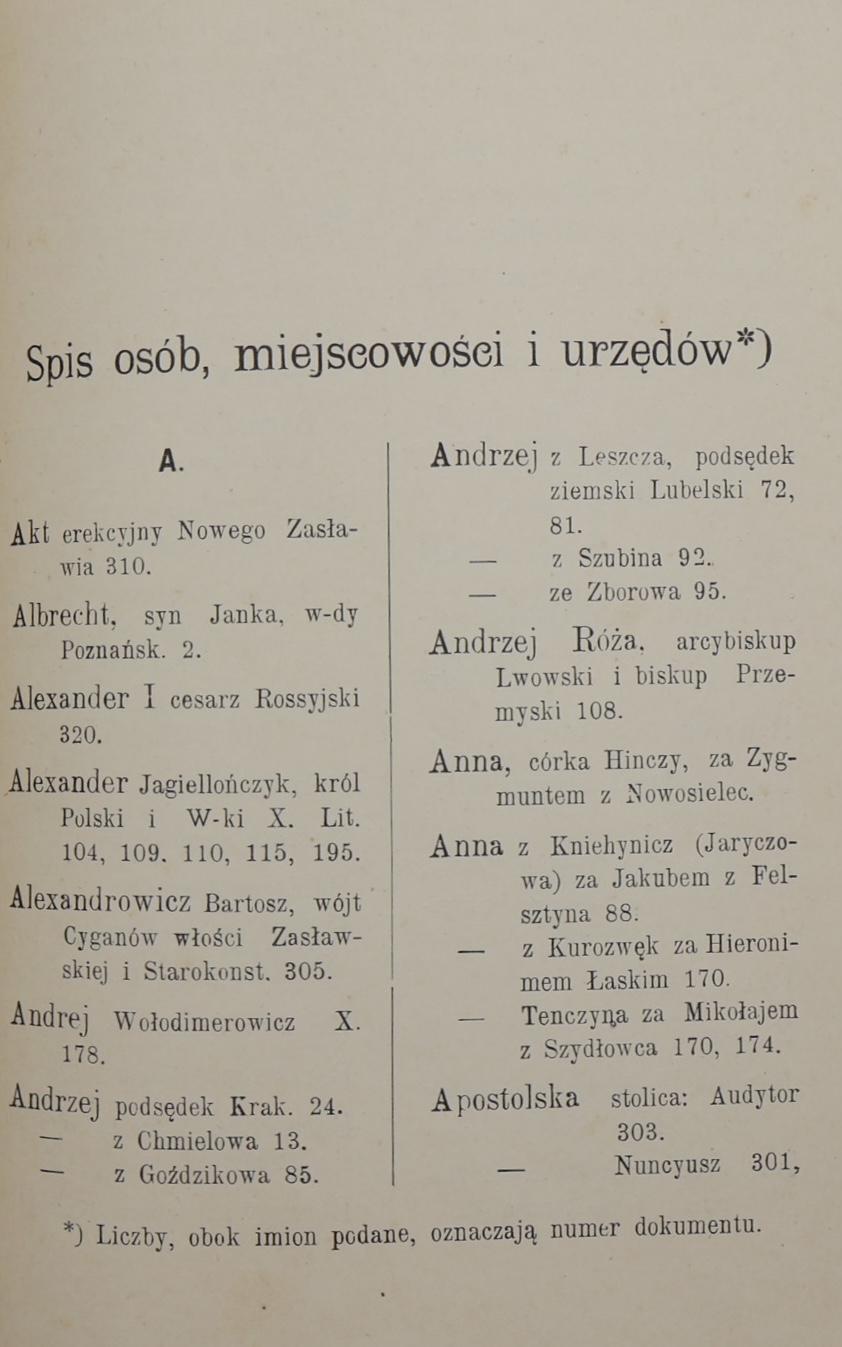 Spis osób, miejscowości i urzędów*)
A.
Akt erekcyjny Nowego Zasła-
wia 310.
Albrecht, syn Janka, w-dy
Poznańsk. 2.
Alexander I cesarz Rossyjski
320.
Alexander Jagiellończyk, król
Polski i W-ki X. Lit.
104, 109. 110, 115, 195.
Alexandrowicz Bartosz, wójt
Cyganów włości Zasław-
skiej i Starokonst. 305.
Andrej Wołodimerowicz X.
178.
Andrzej podsędek Krak. 24.
— z Chmielowa 13.
— z Goździkowa 85.
Andrzej z Leszcza, podsędek
ziemski Lubelski 72,
81.
— z Szubina 92.
— ze Zborowa 95.
Andrzej Róża, arcybiskup
Lwowski i biskup Prze-
myski 108.
Anna, córka Hinczy, za Zyg-
muntem z Nowosielec.
Anna z Kniehynicz (Jaryczo-
wa) za Jakubem z Fel-
sztyna 88.
— z Kurozwęk za Hieroni-
mem Łaskim 170.
— Tenczyna za Mikołajem
z Szydłowca 170, 174.
Apostolska stolica: Audytor
303.
— Nuncyusz 301,
*) Liczby, obok imion podane, oznaczają numer dokumentu.